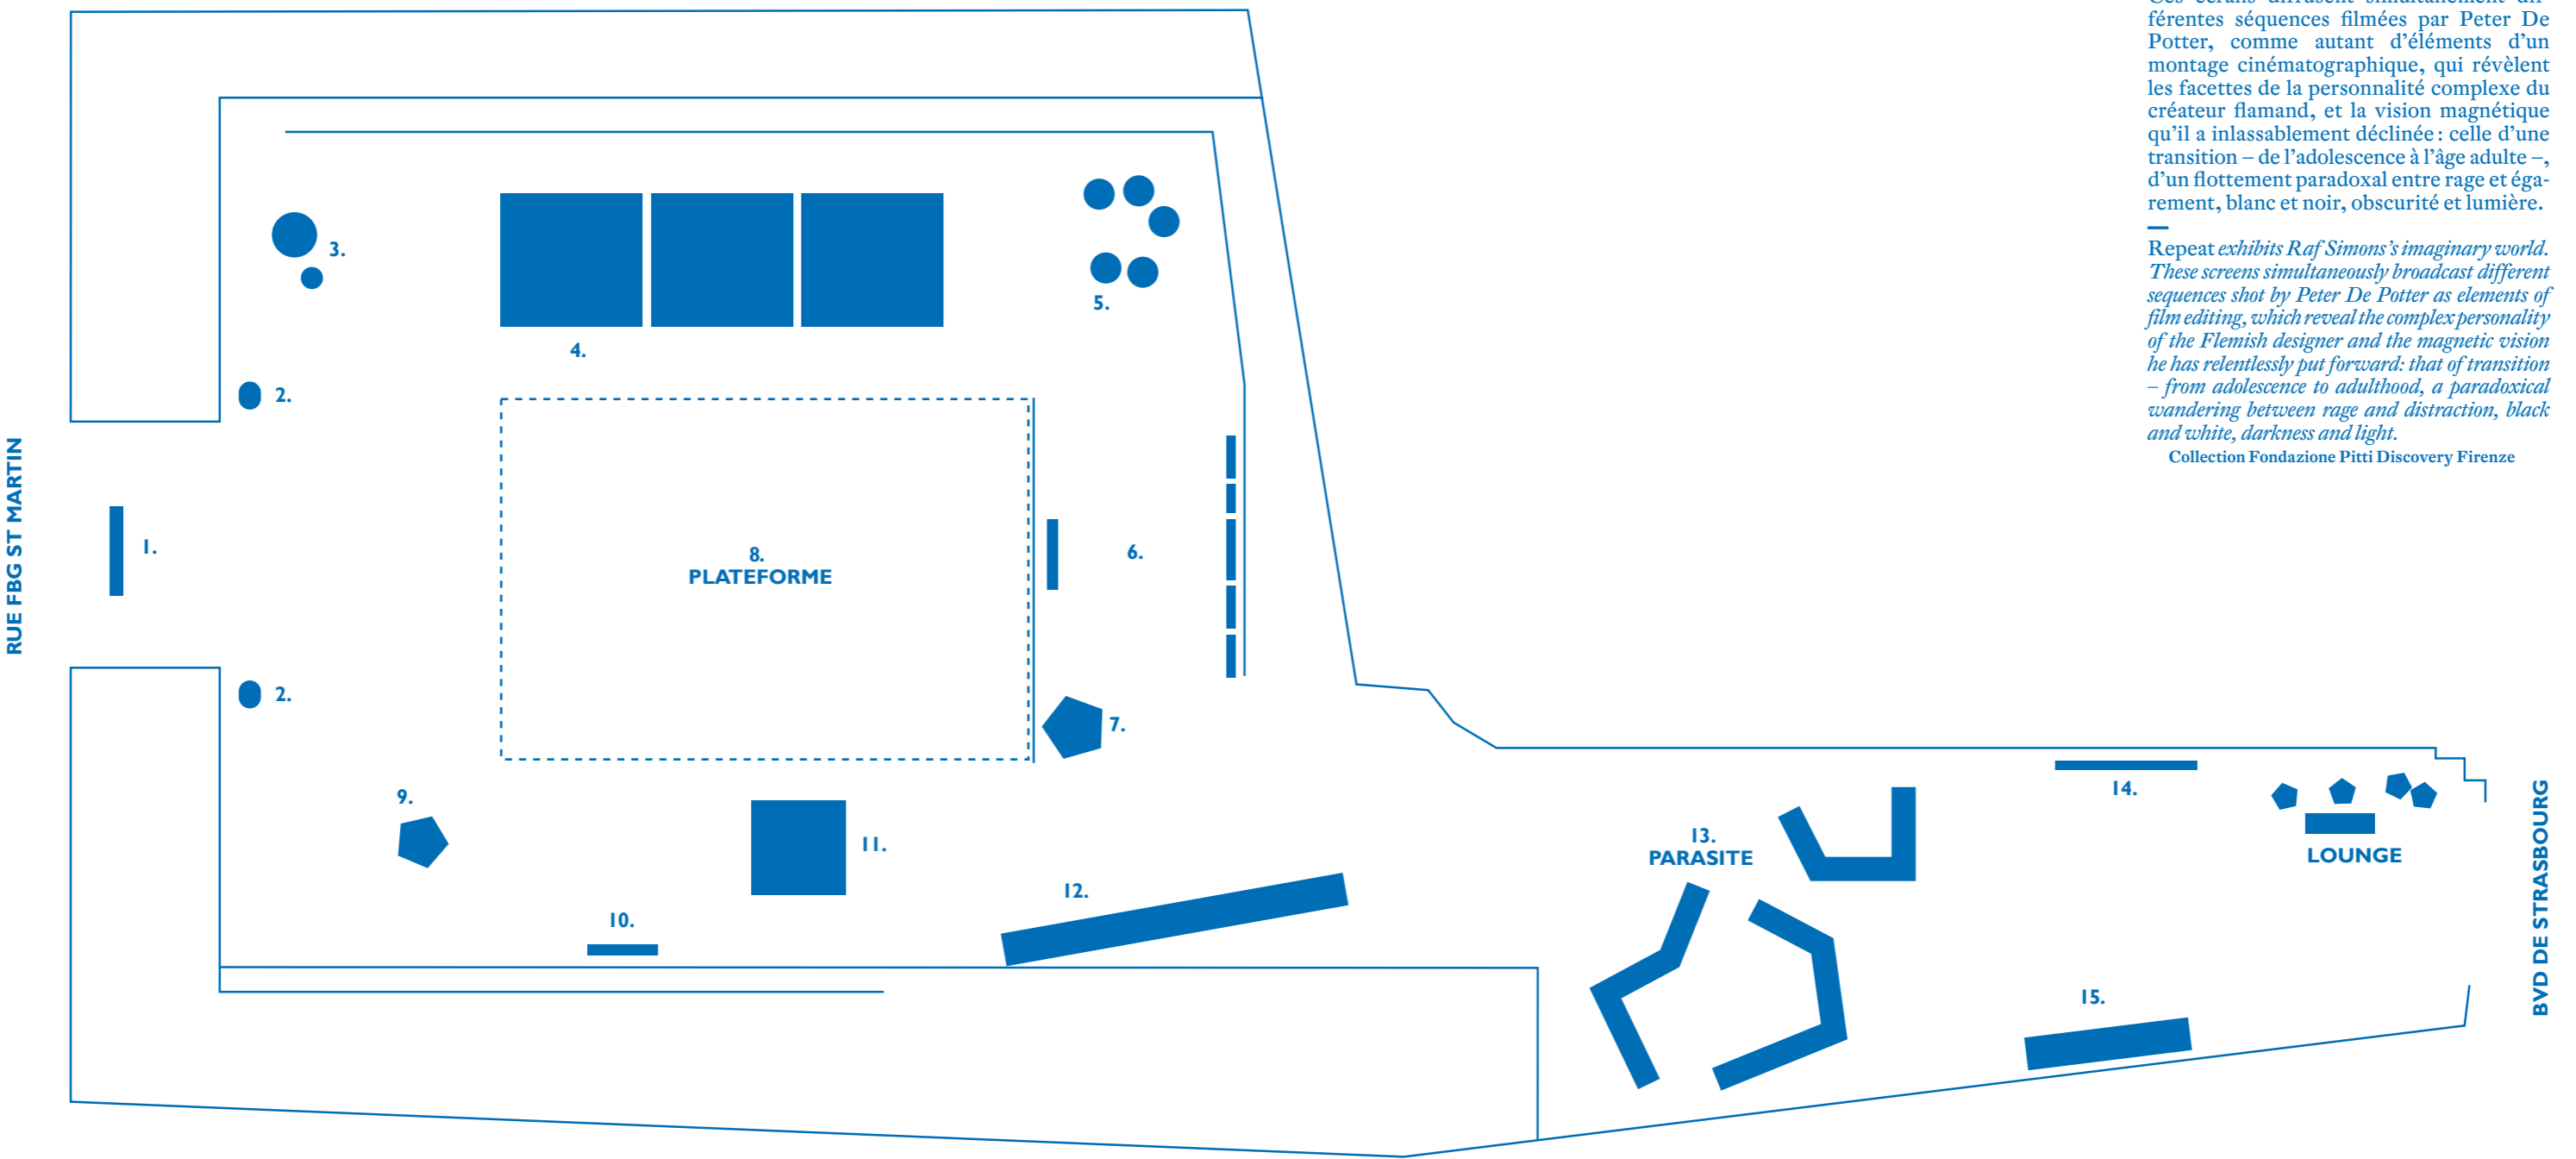 RUE FBG ST MARTIN
1.
2.
2.
3.
4.
5.
6.
7.
8.
PLATEFORME
9.
10.
11.
12.
13.
PARASITE
14.
15.
LOUNGE
BVD DE STRASBOURG
Ces écrans diffusent simultanément dif-
férentes séquences filmées par Peter De
Potter, comme autant d’éléments d’un
montage cinématographique, qui révèlent
les facettes de la personnalité complexe du
créateur flamand, et la vision magnétique
qu’il a inlassablement déclinée : celle d’une
transition – de l’adolescence à l’âge adulte –,
d’un flottement paradoxal entre rage et éga-
rement, blanc et noir, obscurité et lumière.
—
Repeat exhibits Raf Simons’s imaginary world.
These screens simultaneously broadcast different
sequences shot by Peter De Potter as elements of
film editing, which reveal the complex personality
of the Flemish designer and the magnetic vision
he has relentlessly put forward: that of transition
– from adolescence to adulthood, a paradoxical
wandering between rage and distraction, black
and white, darkness and light.
Collection Fondazione Pitti Discovery Firenze